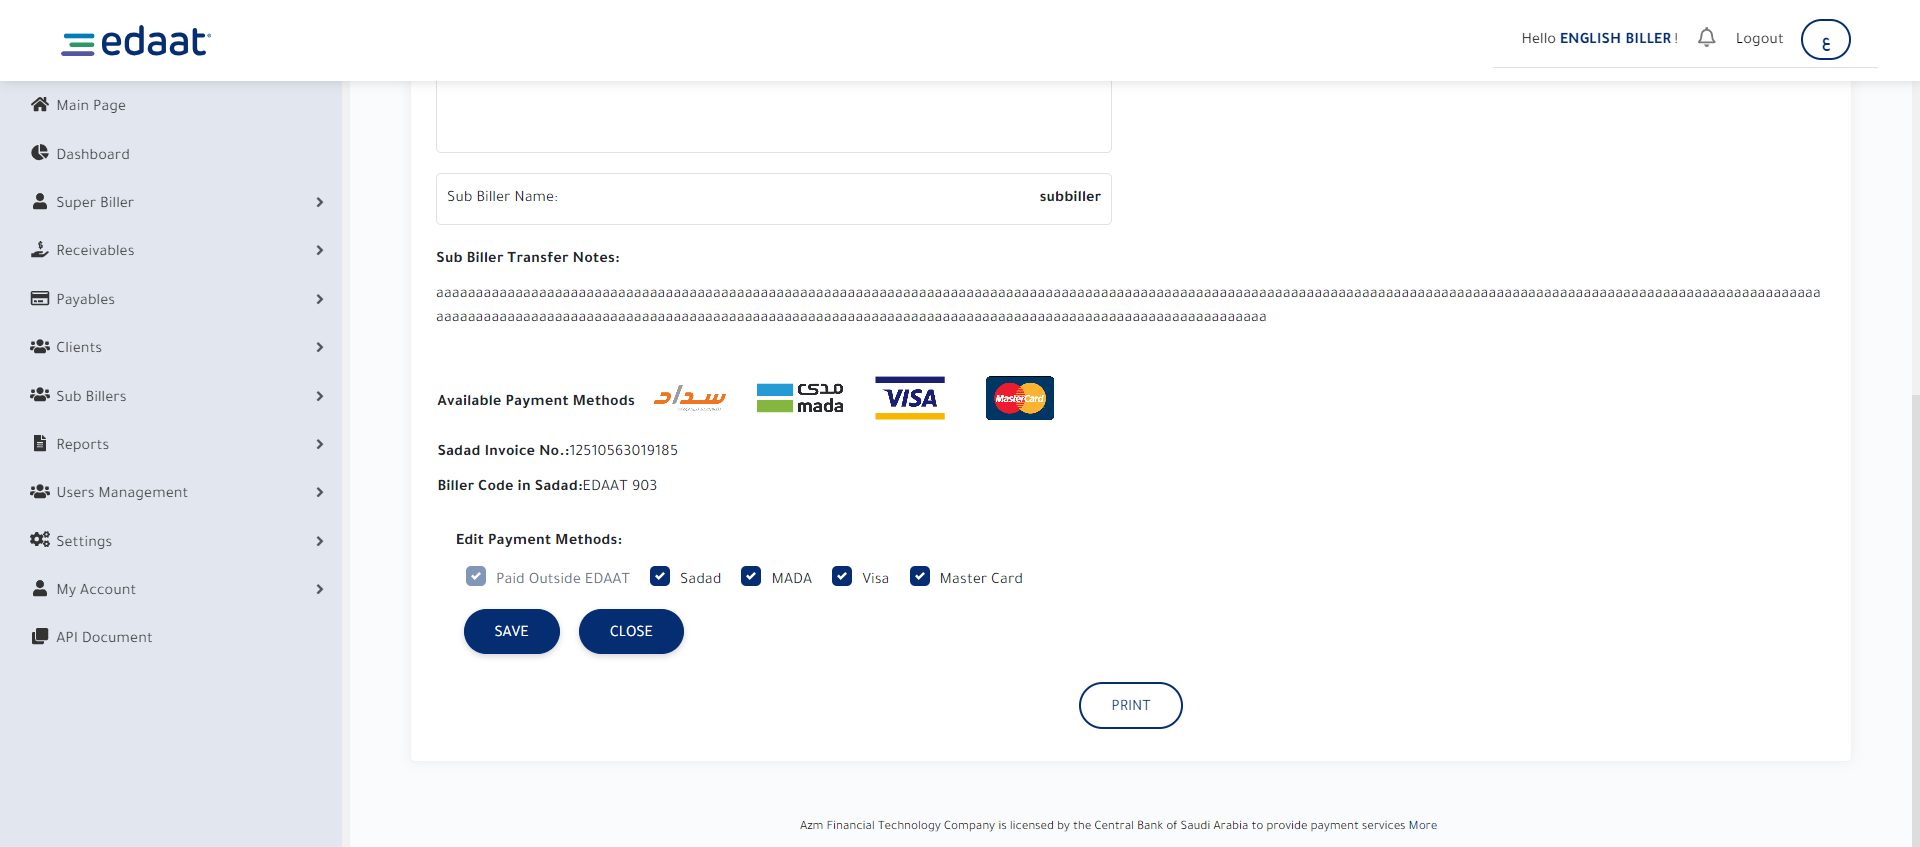 edaat
Hello ENGLISH BILLER !
Logout
ع
Main Page
Dashboard
Super Biller
Receivables
Payables
Clients
Sub Billers
Reports
Users Management
Settings
My Account
API Document
Sub Biller Name:
subbiller
Sub Biller Transfer Notes:
Available Payment Methods
سداد
مدى
mada
VISA
MasterCard
Sadad Invoice No.:12510563019185
Biller Code in Sadad:EDAAT 903
Edit Payment Methods:
Paid Outside EDAAT
Sadad
MADA
Visa
Master Card
SAVE
CLOSE
PRINT
Azm Financial Technology Company is licensed by the Central Bank of Saudi Arabia to provide payment services More